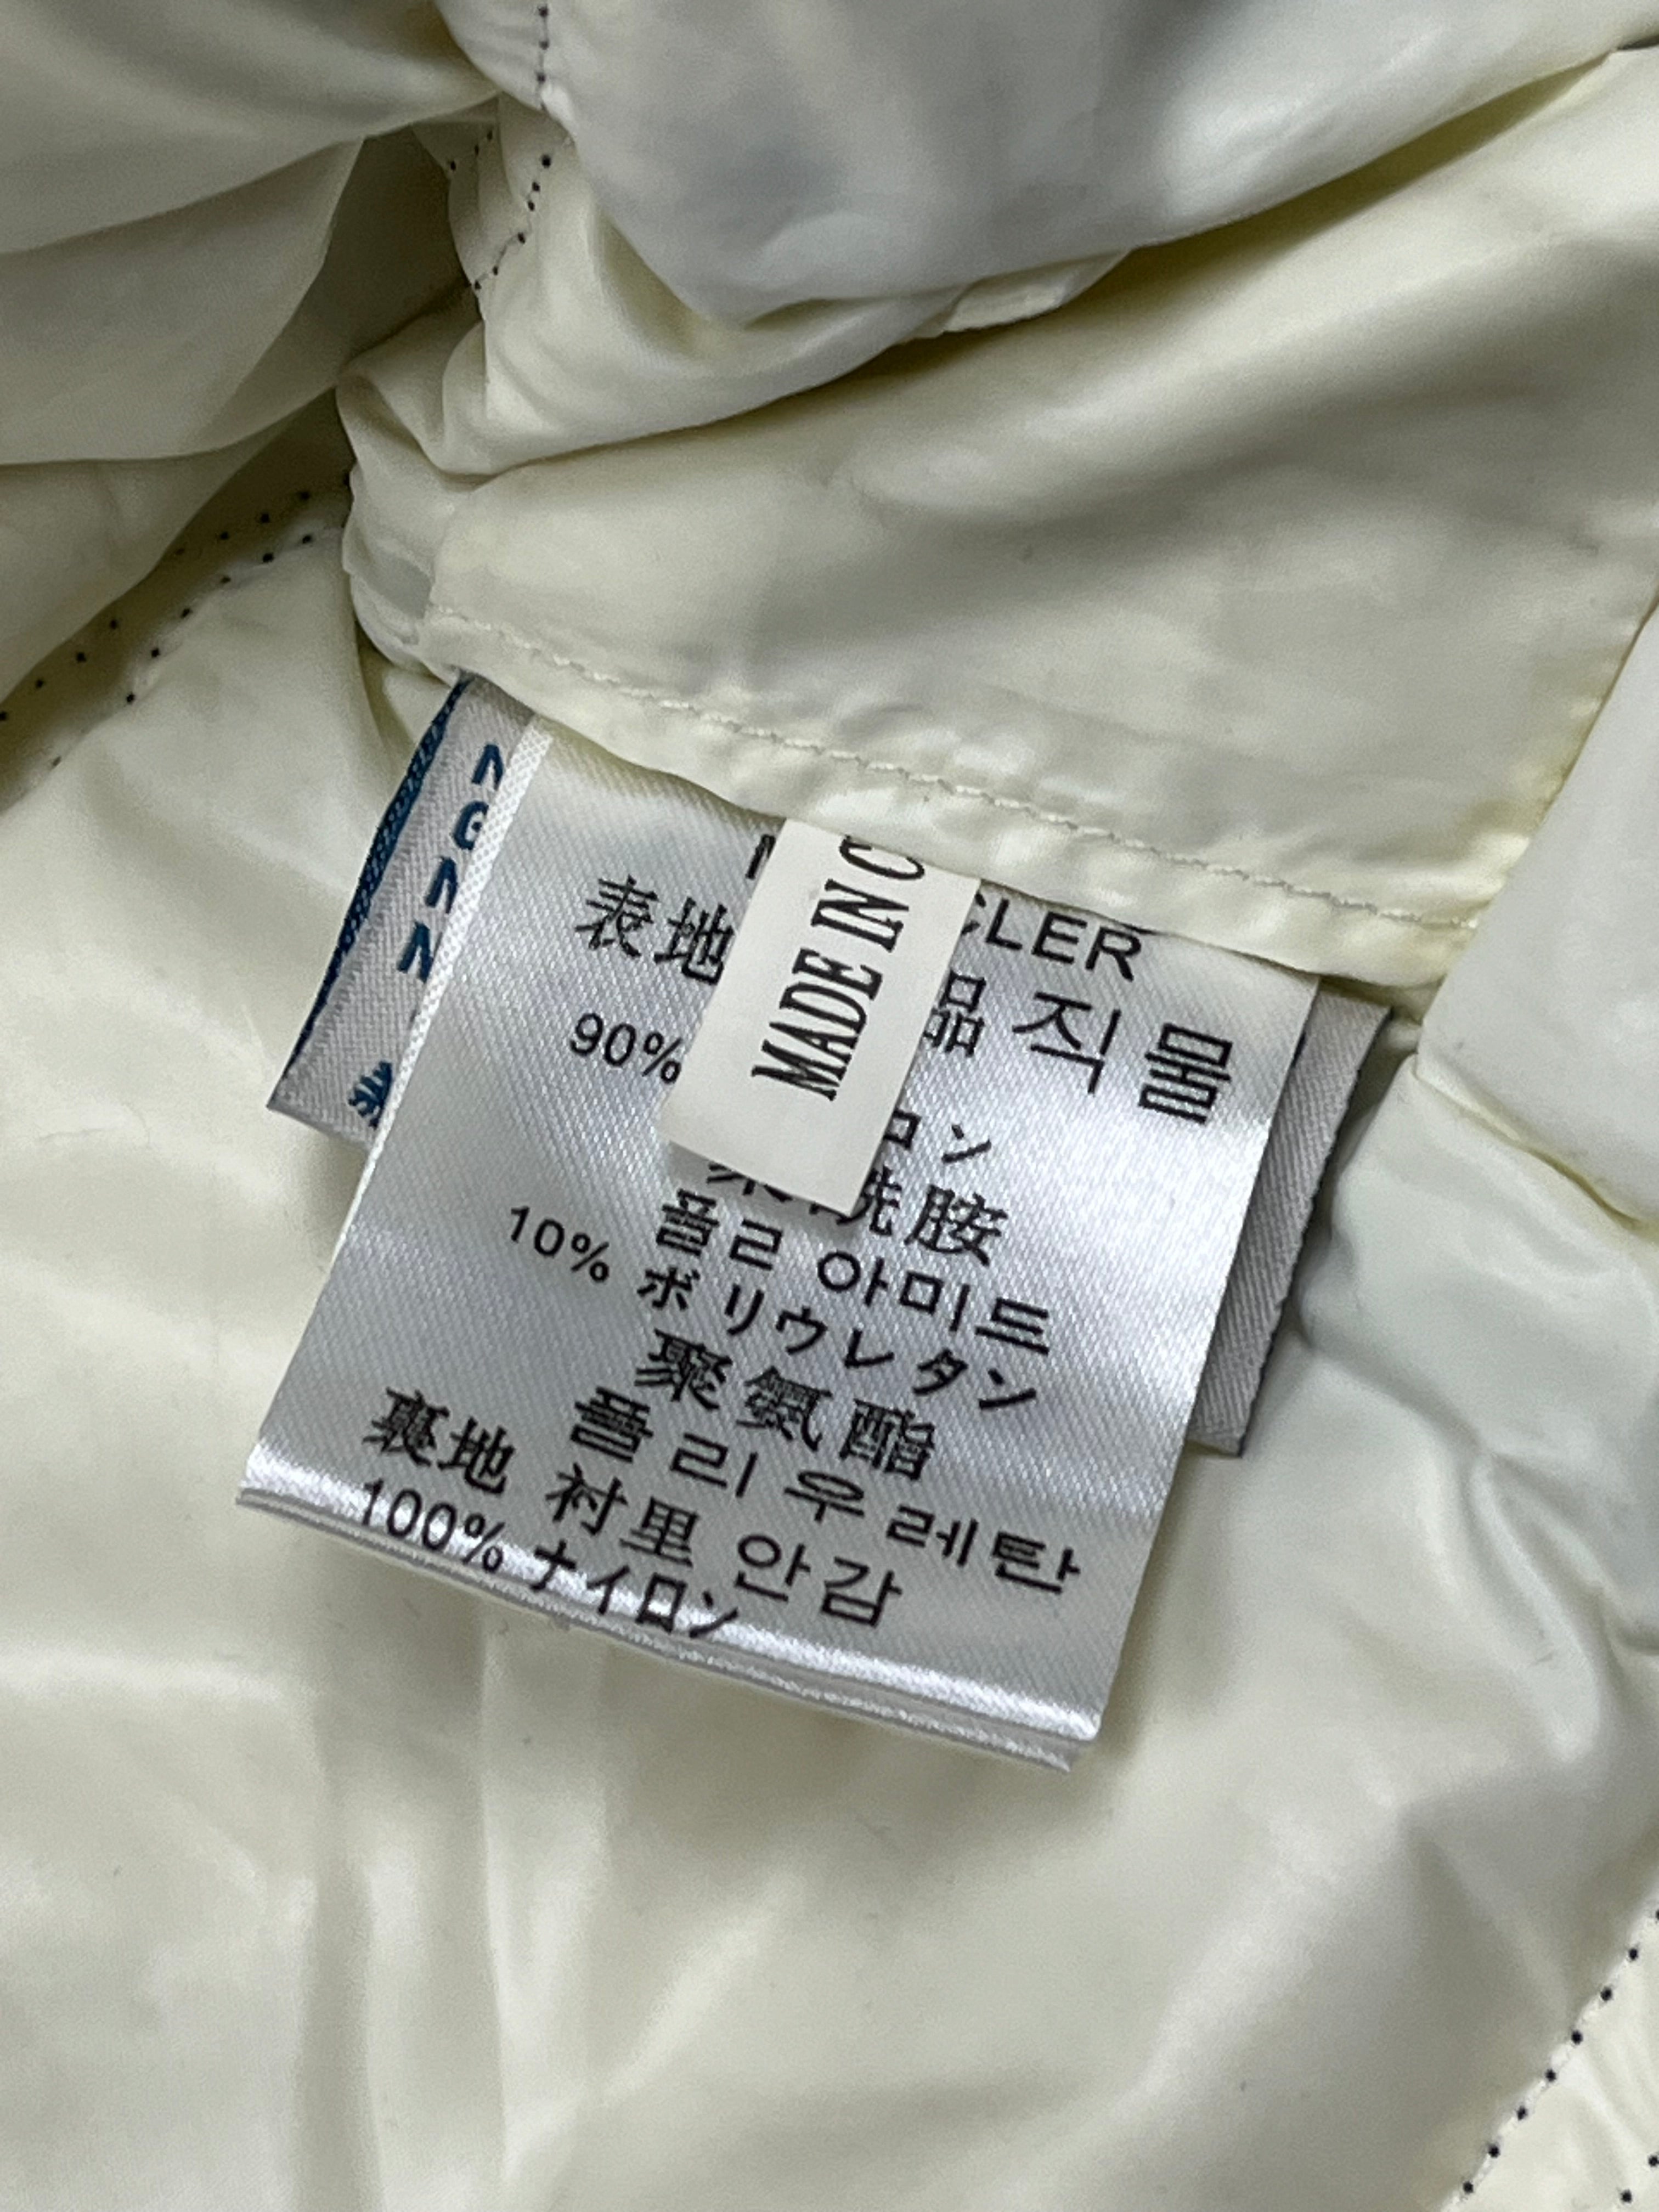 MADE IN C
CLER
表地 品 직물
90% ロン
胺
폴리 아미드
10% ポリウレタン
聚氨酯
폴리우레탄
裏地 衬里 안감
100% ナイロン